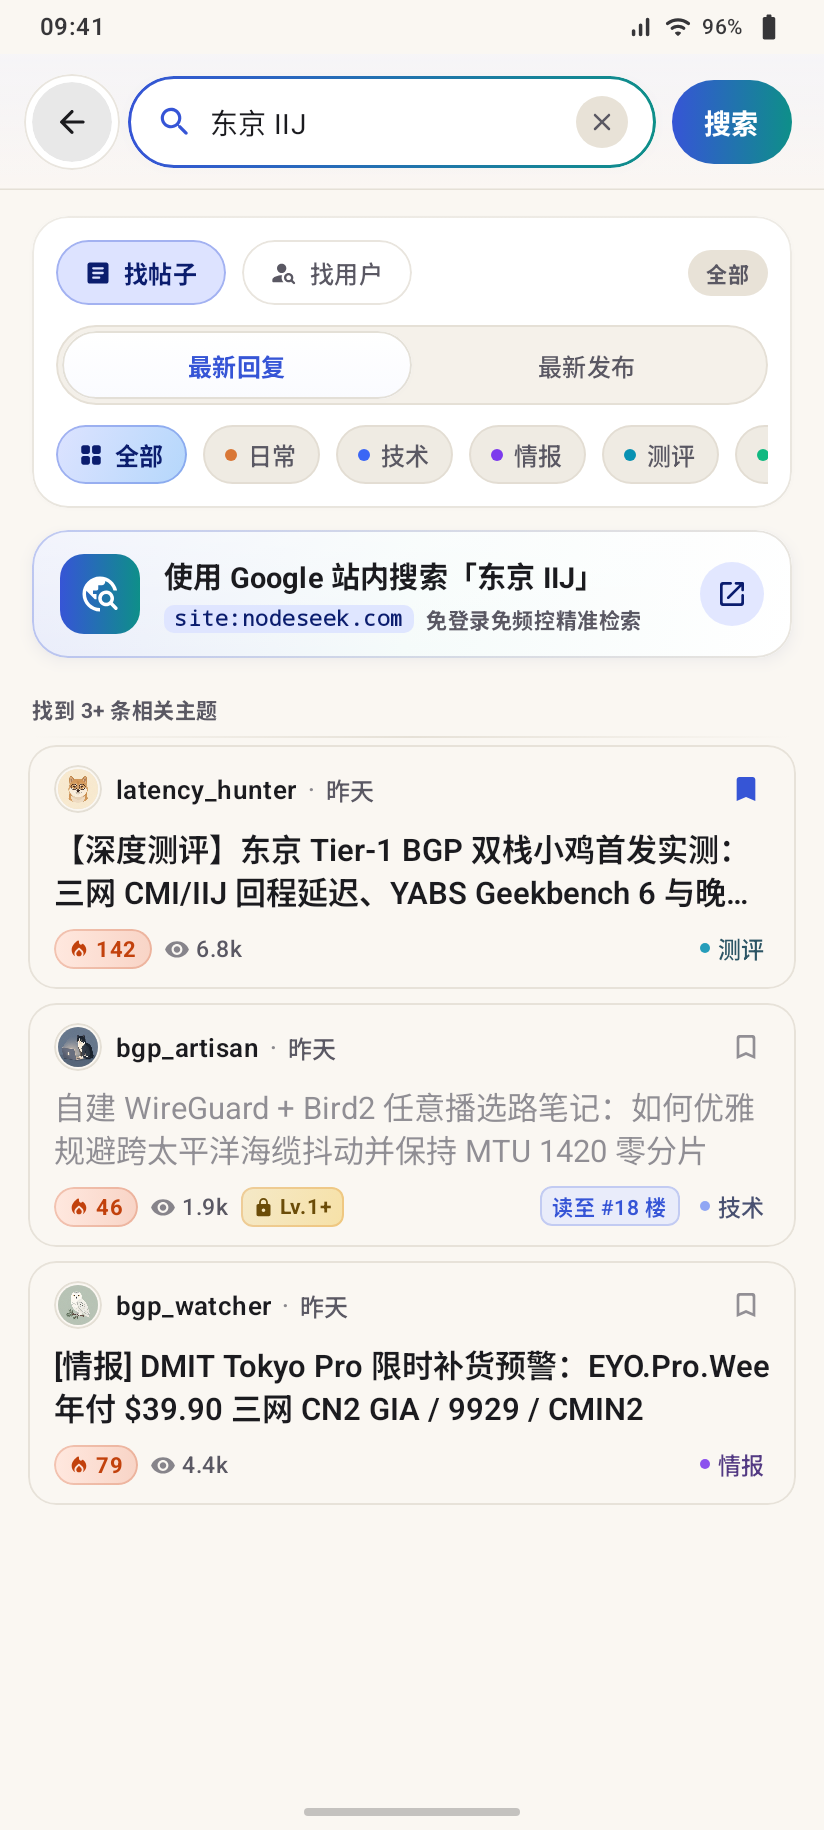 09:41
96%
东京 IIJ
搜索
找帖子
找用户
全部
最新回复
最新发布
全部
日常
技术
情报
测评
使用 Google 站内搜索「东京 IIJ」
site:nodeseek.com 免登录免频控精准检索
找到 3+ 条相关主题
latency_hunter · 昨天
【深度测评】东京 Tier-1 BGP 双栈小鸡首发实测：
三网 CMI/IIJ 回程延迟、YABS Geekbench 6 与晚…
142 6.8k 测评
bgp_artisan · 昨天
自建 WireGuard + Bird2 任意播选路笔记：如何优雅
规避跨太平洋海缆抖动并保持 MTU 1420 零分片
46 1.9k Lv.1+ 读至 #18 楼 技术
bgp_watcher · 昨天
[情报] DMIT Tokyo Pro 限时补货预警：EYO.Pro.Wee
年付 $39.90 三网 CN2 GIA / 9929 / CMIN2
79 4.4k 情报